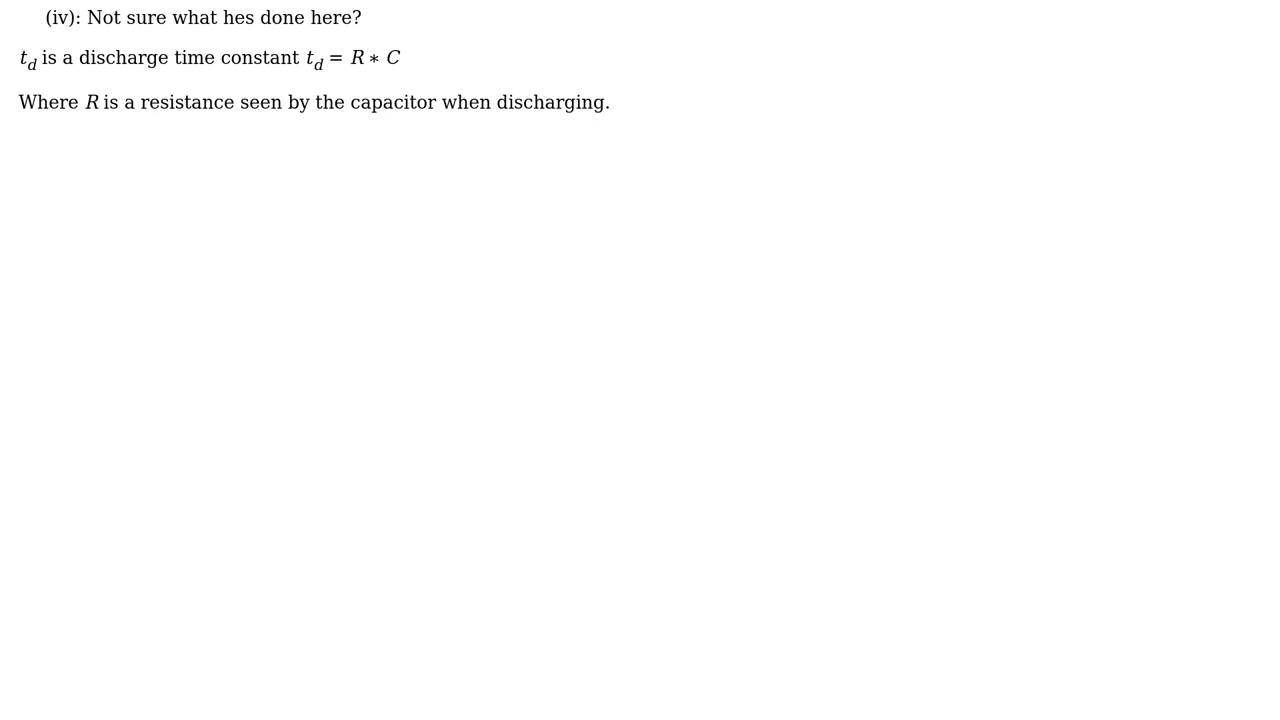 (iv): Not sure what hes done here?
t_d is a discharge time constant t_d = R * C
Where R is a resistance seen by the capacitor when discharging.